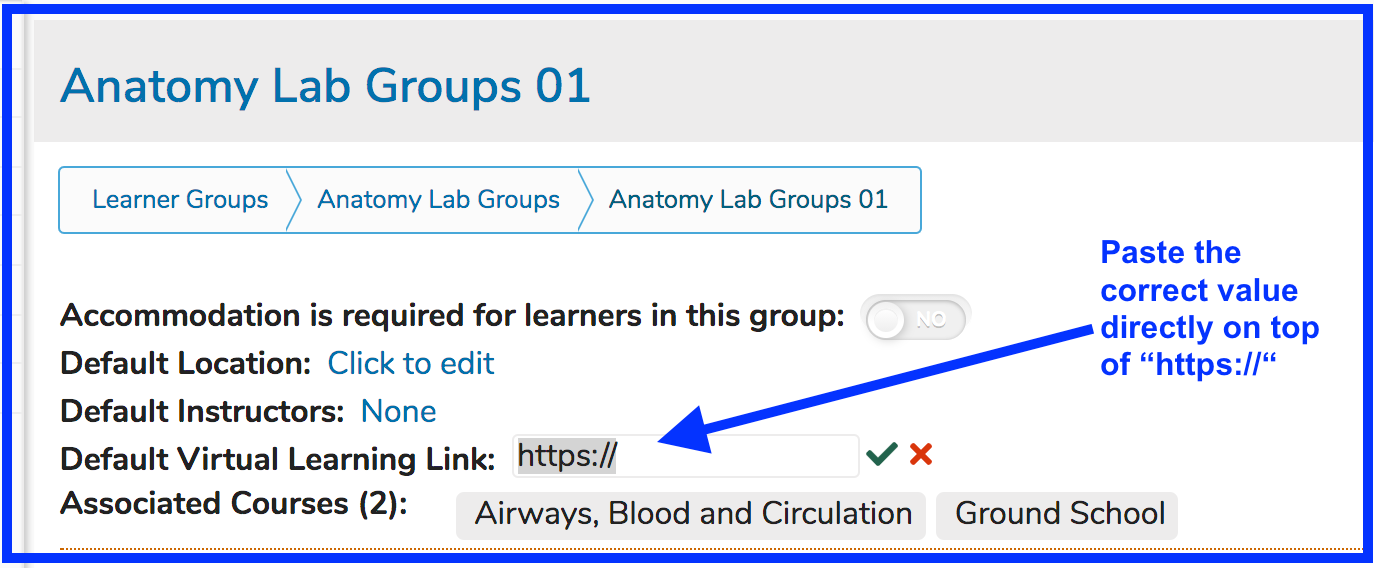 Anatomy Lab Groups 01
Learner Groups Anatomy Lab Groups Anatomy Lab Groups 01
Paste the
correct value
directly on top
of “https://“
Accommodation is required for learners in this group: NO
Default Location: Click to edit
Default Instructors: None
Default Virtual Learning Link: https://
Associated Courses (2): Airways, Blood and Circulation Ground School